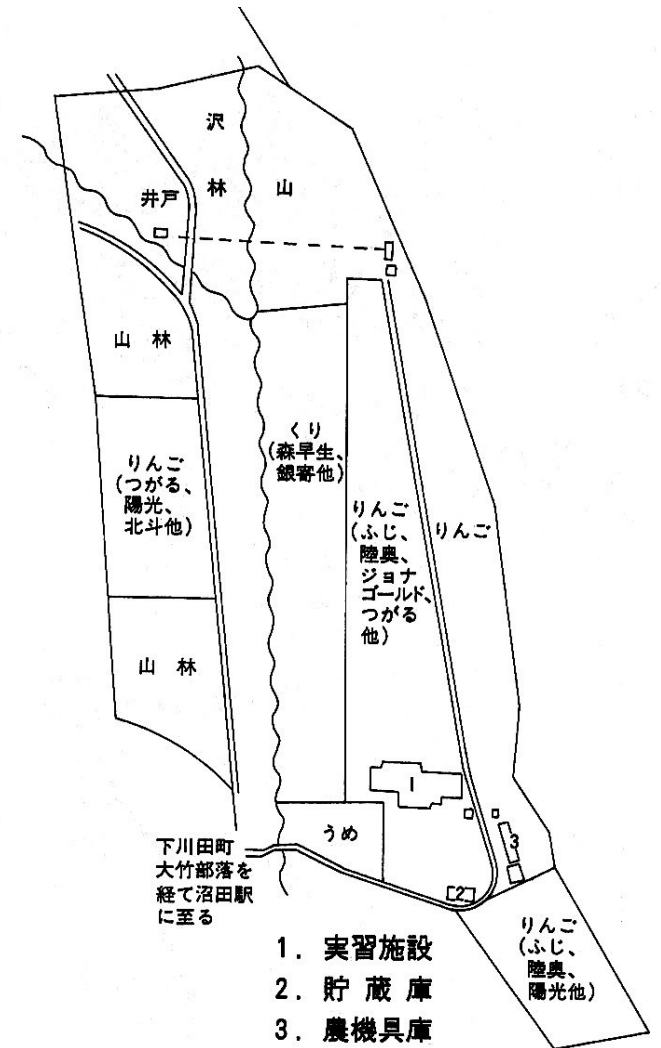 沢
山　林
井戸
山　林
りんご
(つがる、
陽光、
北斗他)
山　林
くり
(森早生、
銀寄他)
りんご
(ふじ、
陸奥、
ジョナ
ゴールド、
つがる
他)
りんご
1
うめ
3
2
下川田町
大竹部落を
経て沼田駅
に至る
りんご
(ふじ、
陸奥、
陽光他)
1．実習施設
2．貯蔵庫
3．農機具庫